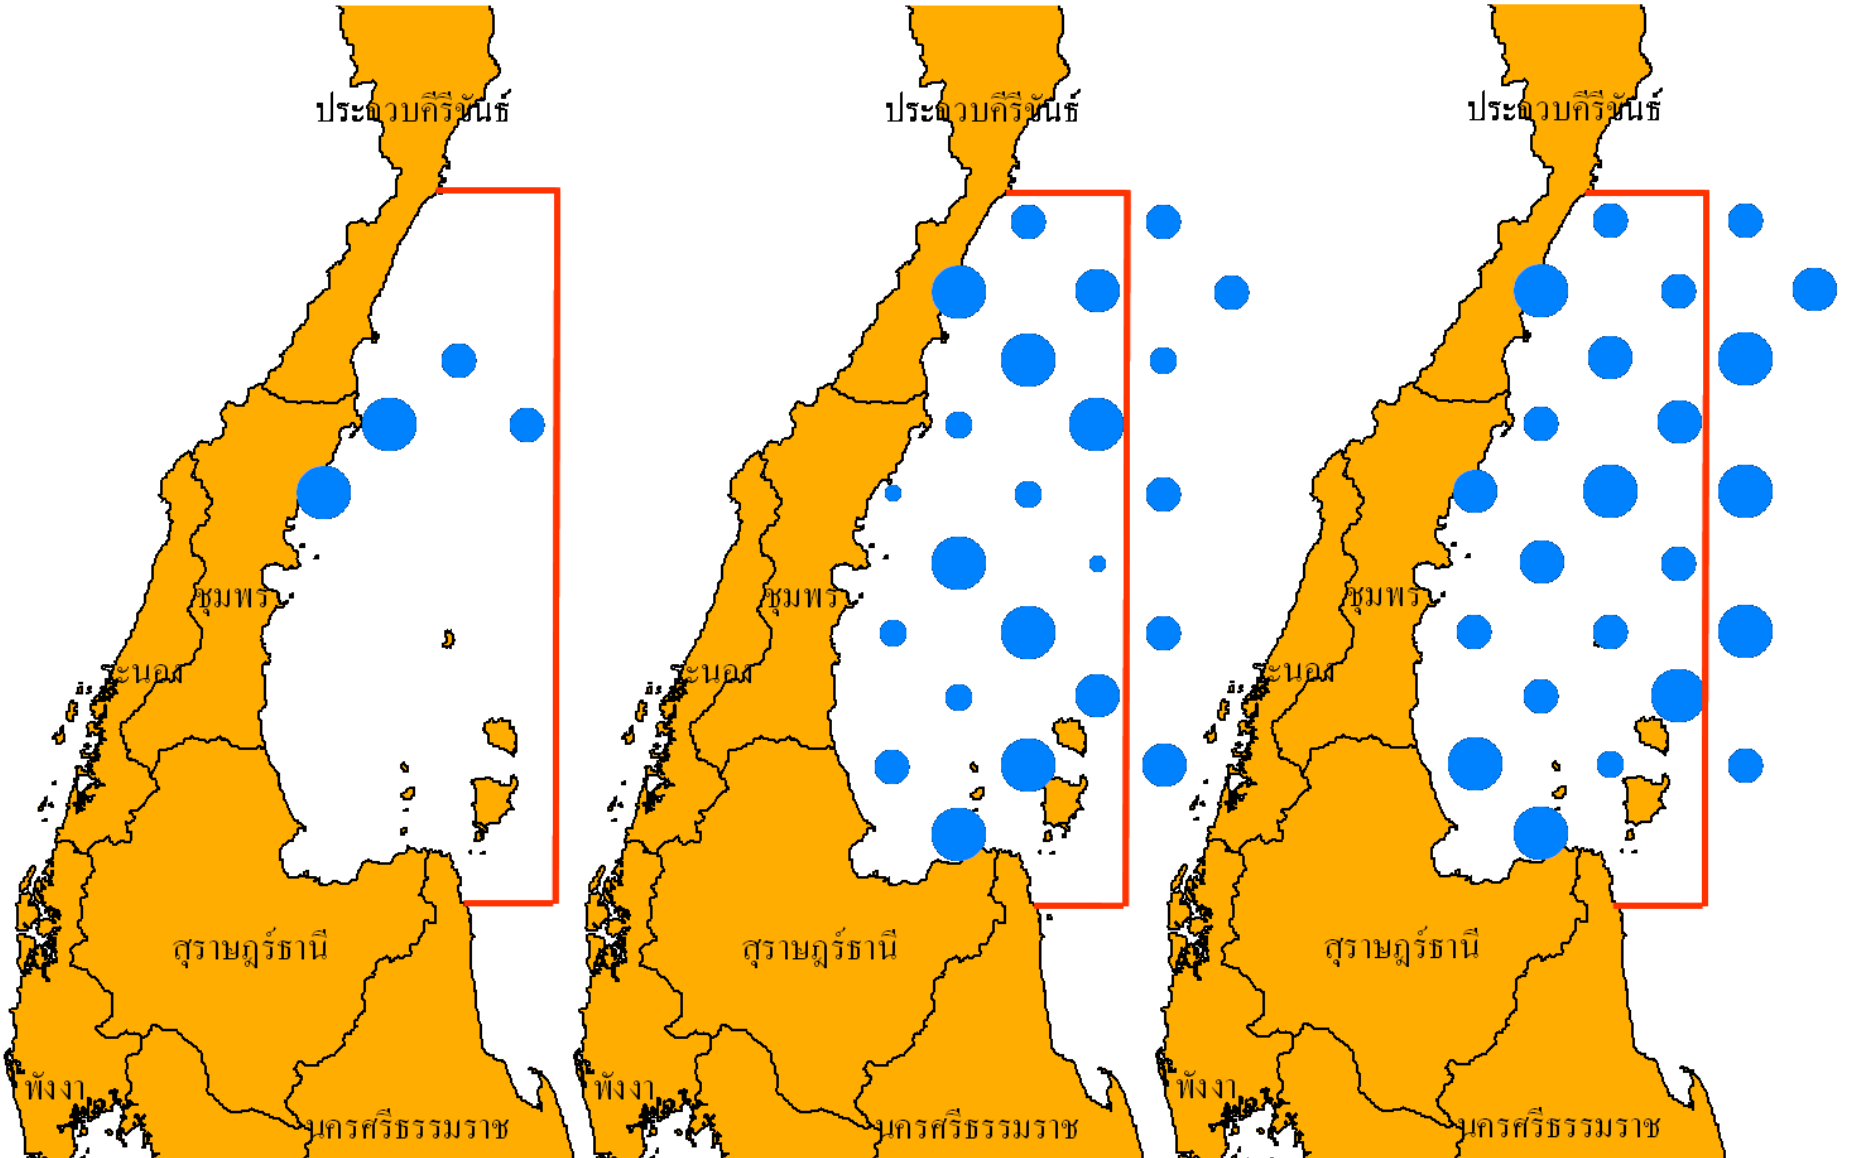 ประจวบคีรีขันธ์ ประจวบคีรีขันธ์ ประจวบคีรีขันธ์
ชุมพร ชุมพร ชุมพร
ระนอง ระนอง ระนอง
สุราษฎร์ธานี สุราษฎร์ธานี สุราษฎร์ธานี
พังงา พังงา พังงา
นครศรีธรรมราช นครศรีธรรมราช นครศรีธรรมราช